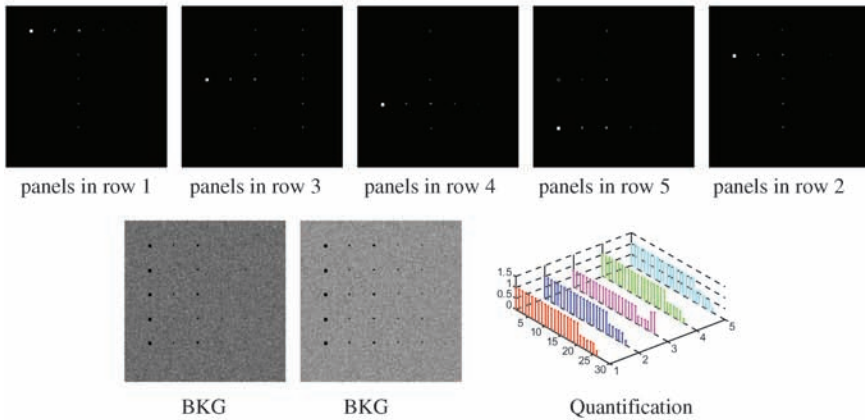 panels in row 1
panels in row 3
panels in row 4
panels in row 5
panels in row 2
1.5
1
0.5
0
5
10
15
20
25
30
1
2
3
4
5
BKG
BKG
Quantification